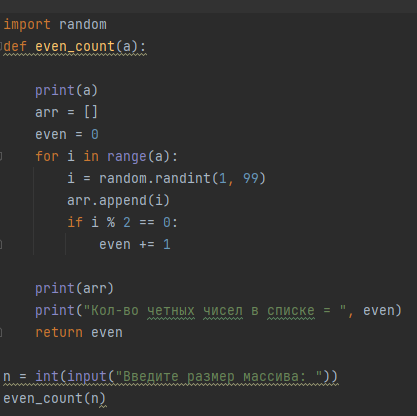 import random
def even_count(a):
print(a)
arr = []
even = 0
for i in range(a):
i = random.randint(1, 99)
arr.append(i)
if i % 2 == 0:
even += 1
print(arr)
print("Кол-во четных чисел в списке = ", even)
return even
n = int(input("Введите размер массива: "))
even_count(n)